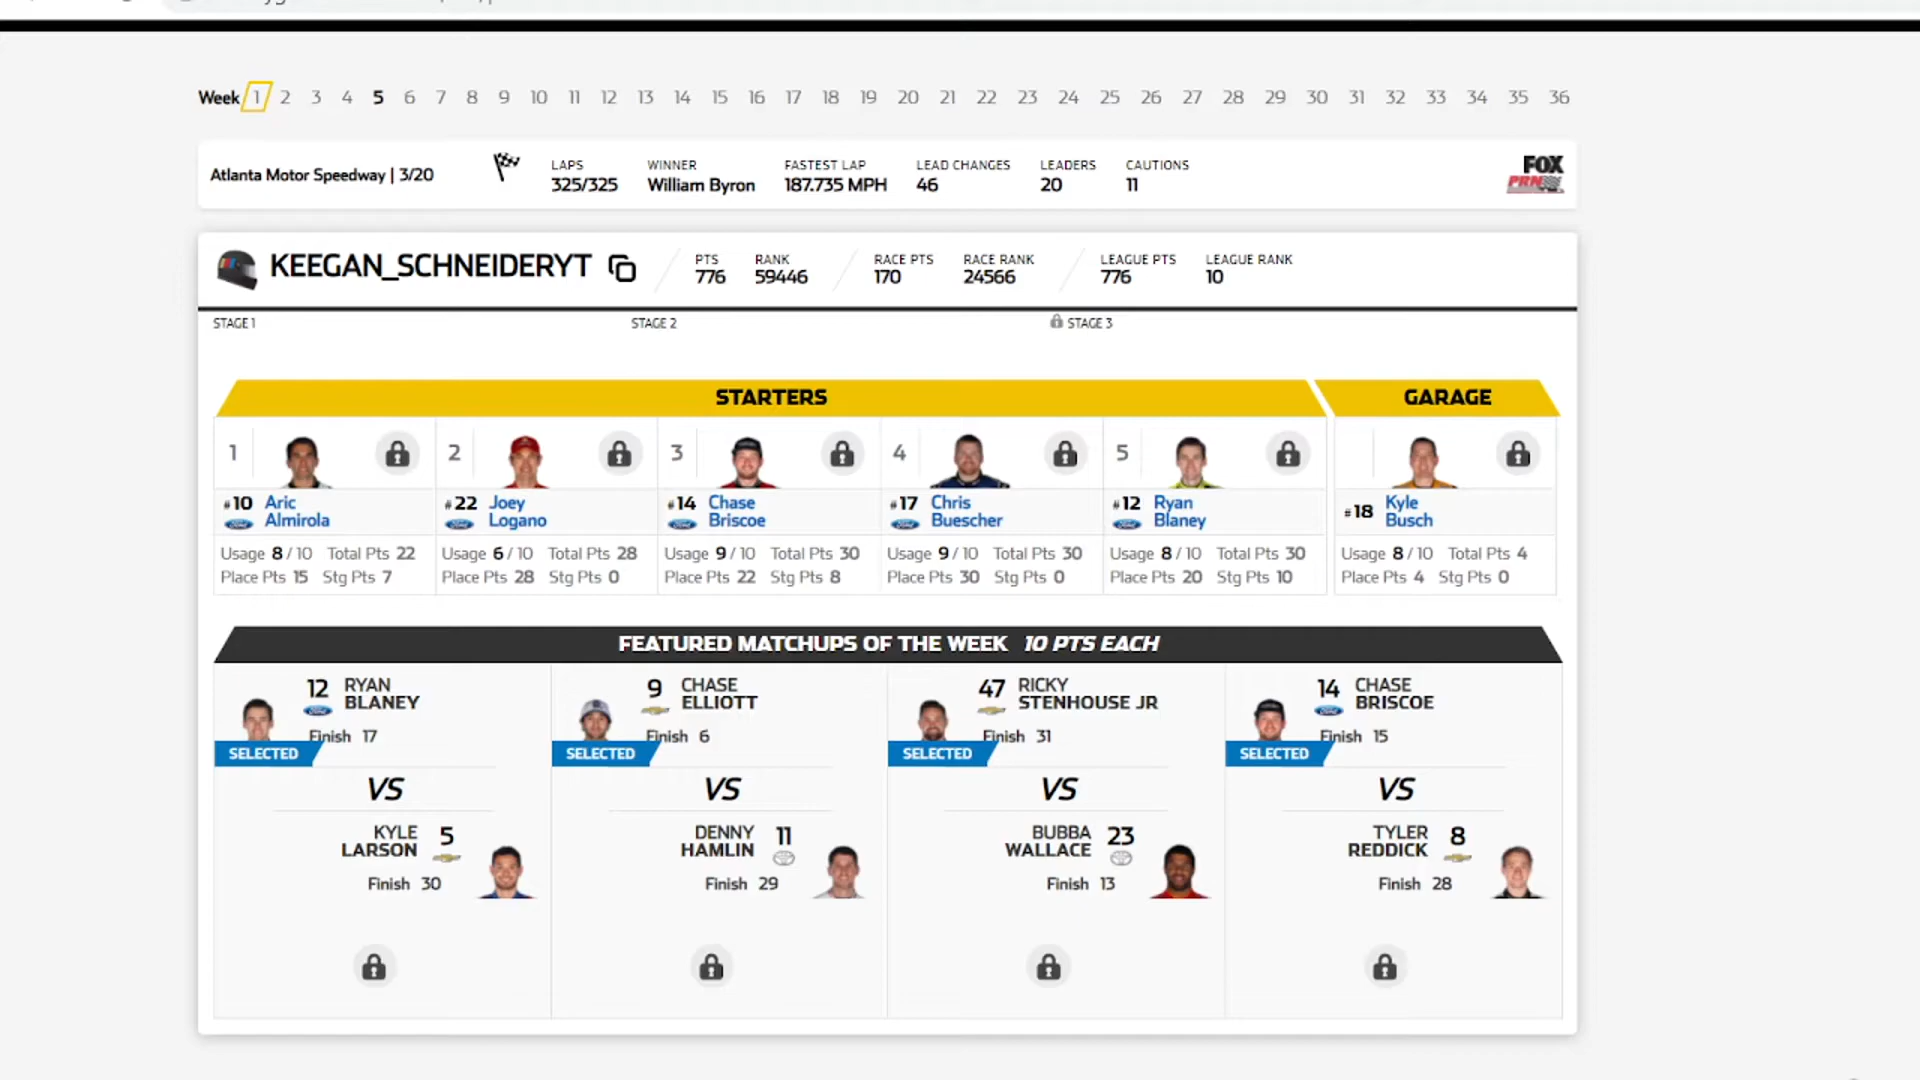 Week 1 2 3 4 5 6 7 8 9 10 11 12 13 14 15 16 17 18 19 20 21 22 23 24 25 26 27 28 29 30 31 32 33 34 35 36
Atlanta Motor Speedway | 3/20
LAPS WINNER FASTEST LAP LEAD CHANGES LEADERS CAUTIONS
325/325 William Byron 187.735 MPH 46 20 11
FOX
PRN
KEEGAN_SCHNEIDERYT
PTS RANK RACE PTS RACE RANK LEAGUE PTS LEAGUE RANK
776 59446 170 24566 776 10
STAGE 1 STAGE 2 STAGE 3
STARTERS GARAGE
1 2 3 4 5
#10 Aric #22 Joey #14 Chase #17 Chris #12 Ryan #18 Kyle
Almirola Logano Briscoe Buescher Blaney Busch
Usage 8 / 10 Total Pts 22 Usage 6 / 10 Total Pts 28 Usage 9 / 10 Total Pts 30 Usage 9 / 10 Total Pts 30 Usage 8 / 10 Total Pts 30 Usage 8 / 10 Total Pts 4
Place Pts 15 Stg Pts 7 Place Pts 28 Stg Pts 0 Place Pts 22 Stg Pts 8 Place Pts 30 Stg Pts 0 Place Pts 20 Stg Pts 10 Place Pts 4 Stg Pts 0
FEATURED MATCHUPS OF THE WEEK 10 PTS EACH
12 RYAN 9 CHASE 47 RICKY 14 CHASE
BLANEY ELLIOTT STENHOUSE JR BRISCOE
Finish 17 Finish 6 Finish 31 Finish 15
SELECTED SELECTED SELECTED SELECTED
VS VS VS VS
KYLE 5 DENNY 11 BUBBA 23 TYLER 8
LARSON HAMLIN WALLACE REDDICK
Finish 30 Finish 29 Finish 13 Finish 28